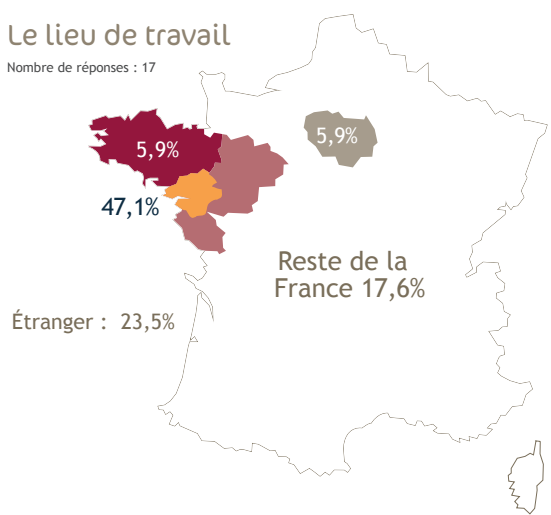 Le lieu de travail
Nombre de réponses : 17
5,9%
5,9%
47,1%
Reste de la
France 17,6%
Étranger : 23,5%